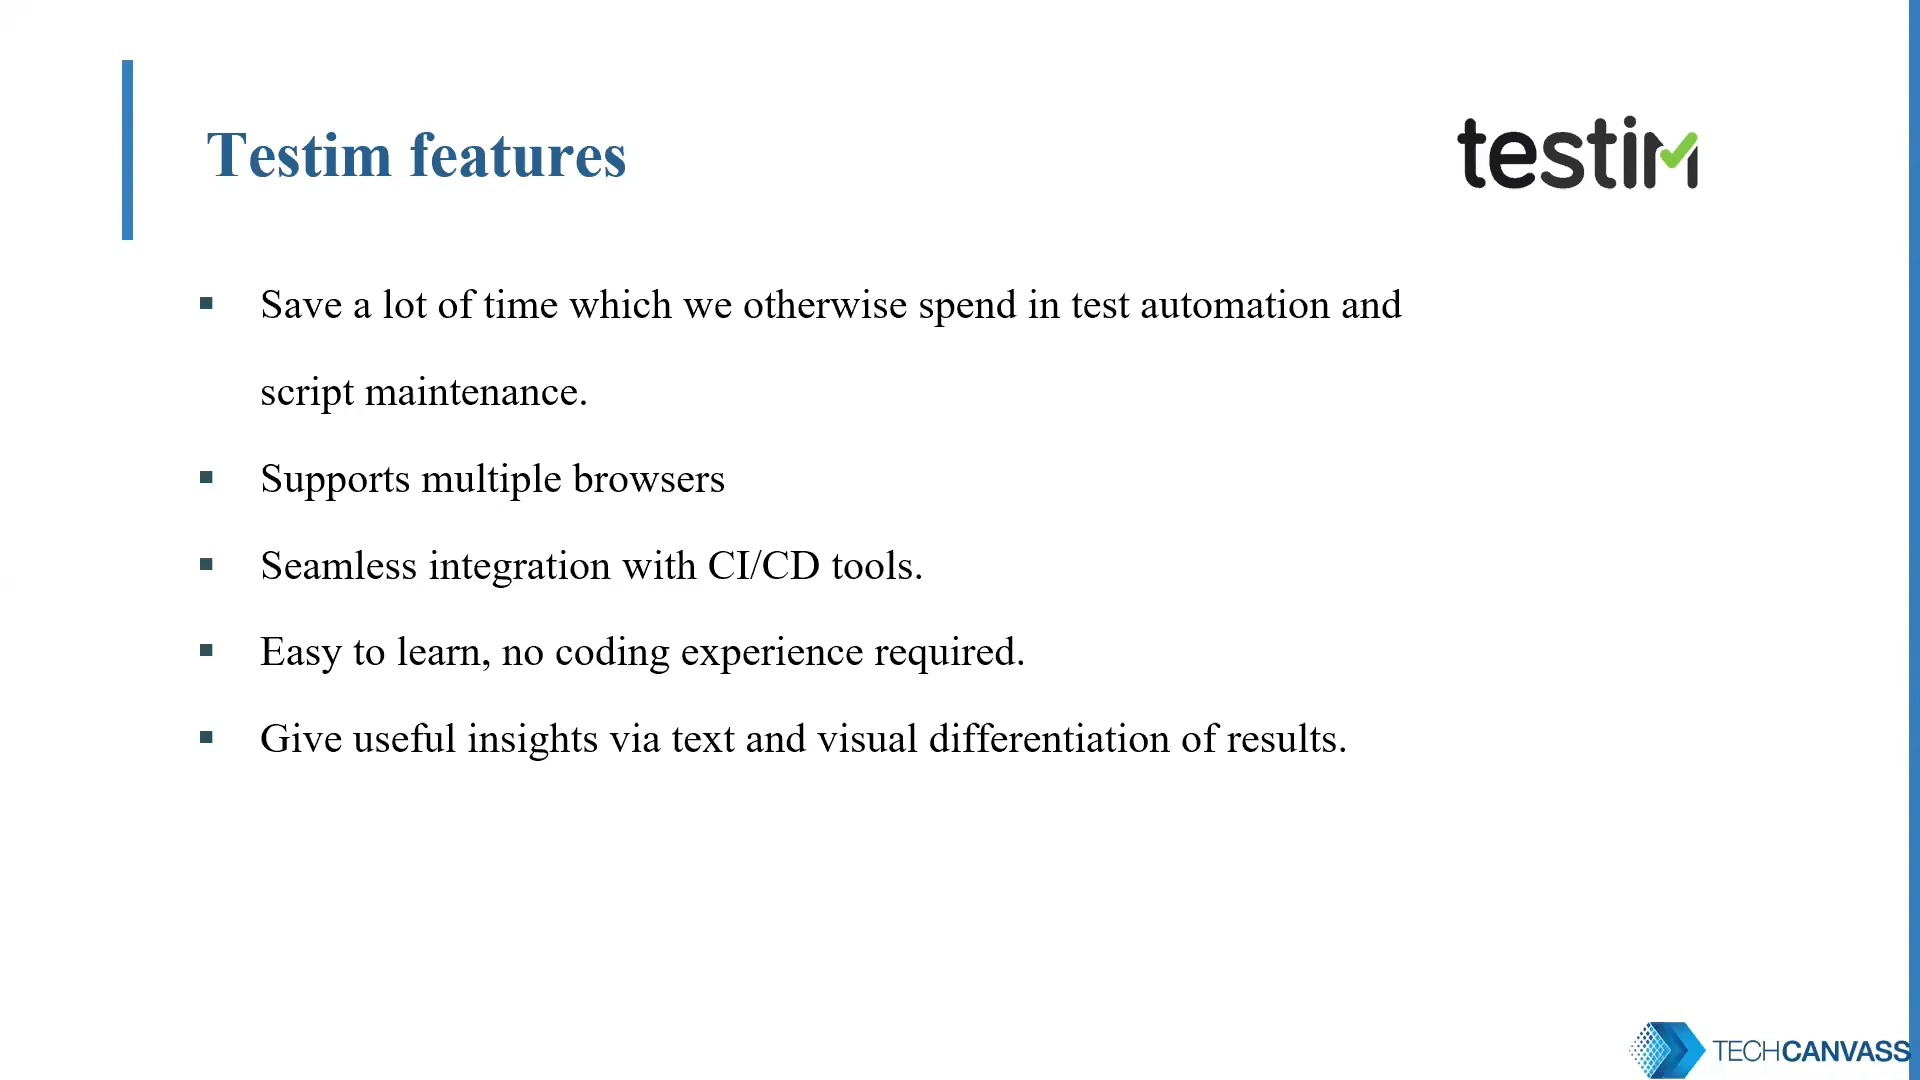 Testim features
testim
▪ Save a lot of time which we otherwise spend in test automation and
script maintenance.
▪ Supports multiple browsers
▪ Seamless integration with CI/CD tools.
▪ Easy to learn, no coding experience required.
▪ Give useful insights via text and visual differentiation of results.
TECHCANVASS